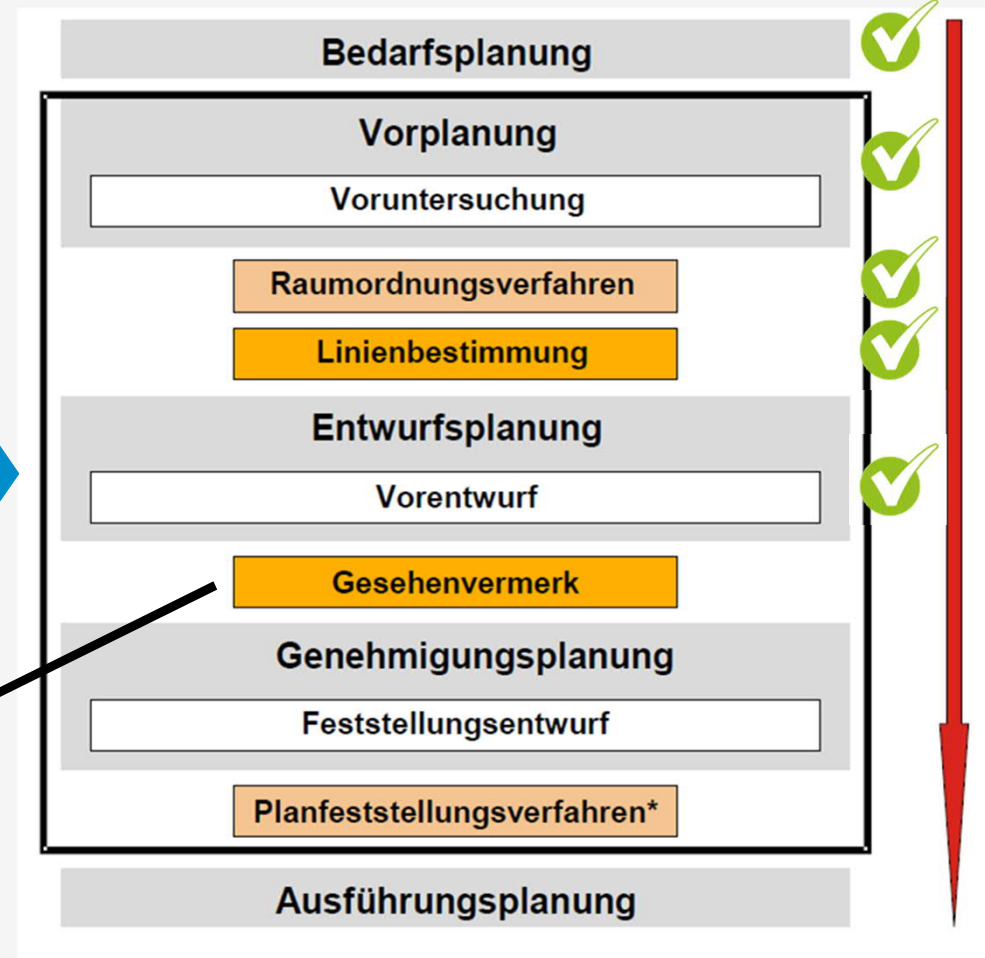 Bedarfsplanung
Vorplanung
Voruntersuchung
Raumordnungsverfahren
Linienbestimmung
Entwurfsplanung
Vorentwurf
Gesehenvermerk
Genehmigungsplanung
Feststellungsentwurf
Planfeststellungsverfahren*
Ausführungsplanung